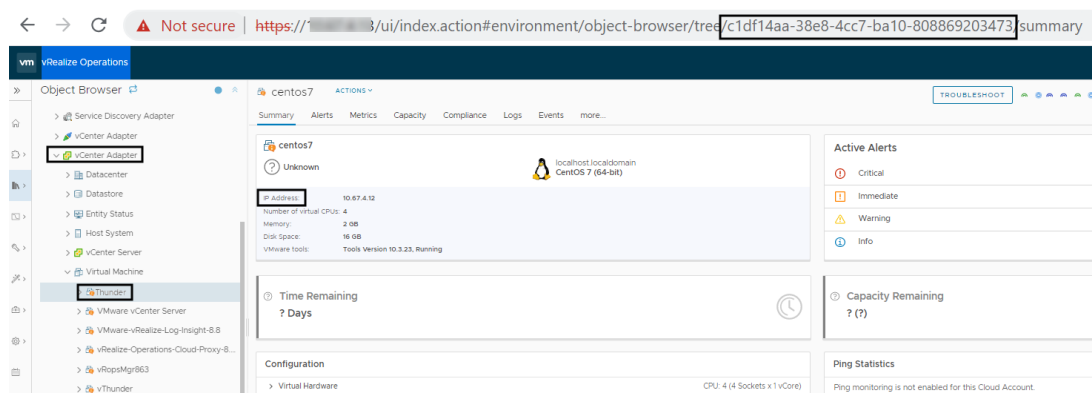 Not secure https://1 3/ui/index.action#environment/object-browser/tree/c1df14aa-38e8-4cc7-ba10-808869203473/summary
vm vRealize Operations
Object Browser
Service Discovery Adapter
vCenter Adapter
vCenter Adapter
Datacenter
Datastore
Entity Status
Host System
vCenter Server
Virtual Machine
Thunder
VMware vCenter Server
VMware-vRealize-Log-Insight-8.8
vRealize-Operations-Cloud-Proxy-8...
vRopsMgr863
vThunder
centos7 ACTIONS
TROUBLESHOOT
Summary Alerts Metrics Capacity Compliance Logs Events more...
centos7
? Unknown
localhost.localdomain
CentOS 7 (64-bit)
IP Address: 10.67.4.12
Number of virtual CPUs: 4
Memory: 2 GB
Disk Space: 16 GB
VMware tools: Tools Version 10.3.23, Running
Active Alerts
Critical
Immediate
Warning
Info
Time Remaining
? Days
Capacity Remaining
? (?)
Configuration
Virtual Hardware CPU: 4 (4 Sockets x 1 vCore)
Ping Statistics
Ping monitoring is not enabled for this Cloud Account.